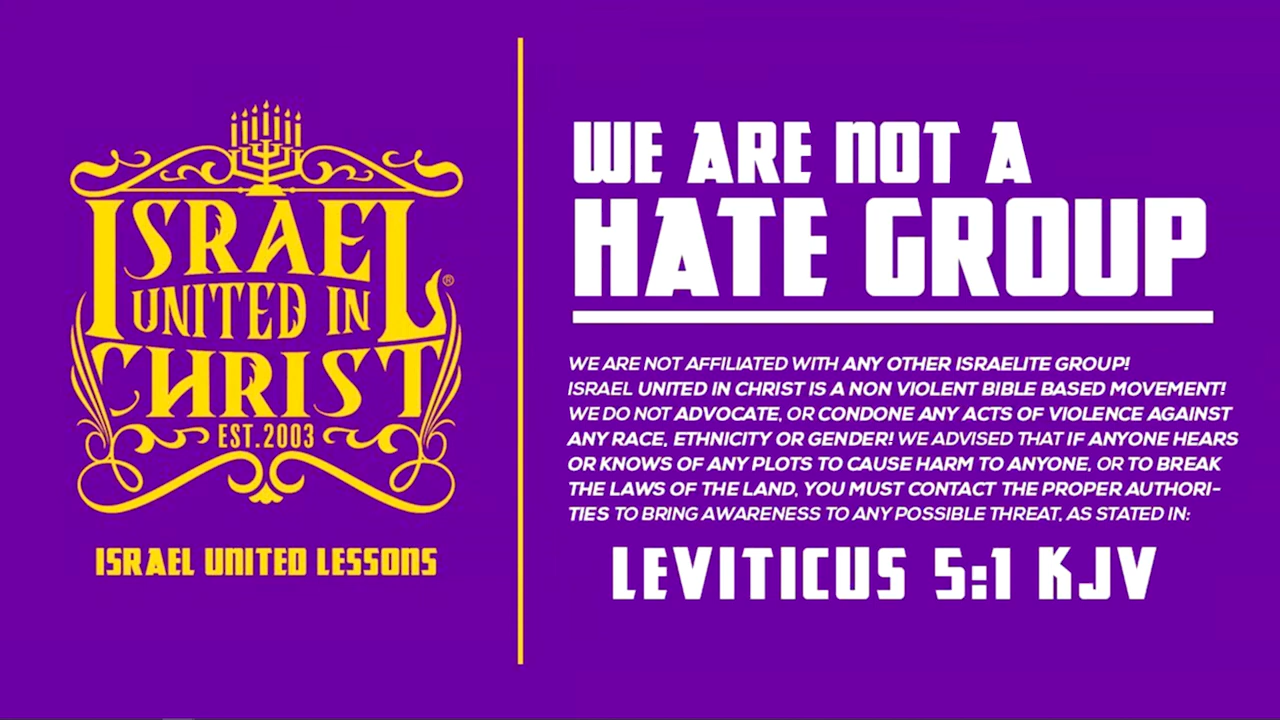 ISRAEL
UNITED IN
CHRIST
®
EST.2003
ISRAEL UNITED LESSONS
WE ARE NOT A
HATE GROUP
WE ARE NOT AFFILIATED WITH ANY OTHER ISRAELITE GROUP!
ISRAEL UNITED IN CHRIST IS A NON VIOLENT BIBLE BASED MOVEMENT!
WE DO NOT ADVOCATE, OR CONDONE ANY ACTS OF VIOLENCE AGAINST
ANY RACE, ETHNICITY OR GENDER! WE ADVISED THAT IF ANYONE HEARS
OR KNOWS OF ANY PLOTS TO CAUSE HARM TO ANYONE, OR TO BREAK
THE LAWS OF THE LAND, YOU MUST CONTACT THE PROPER AUTHORI-
TIES TO BRING AWARENESS TO ANY POSSIBLE THREAT, AS STATED IN:
LEVITICUS 5:1 KJV